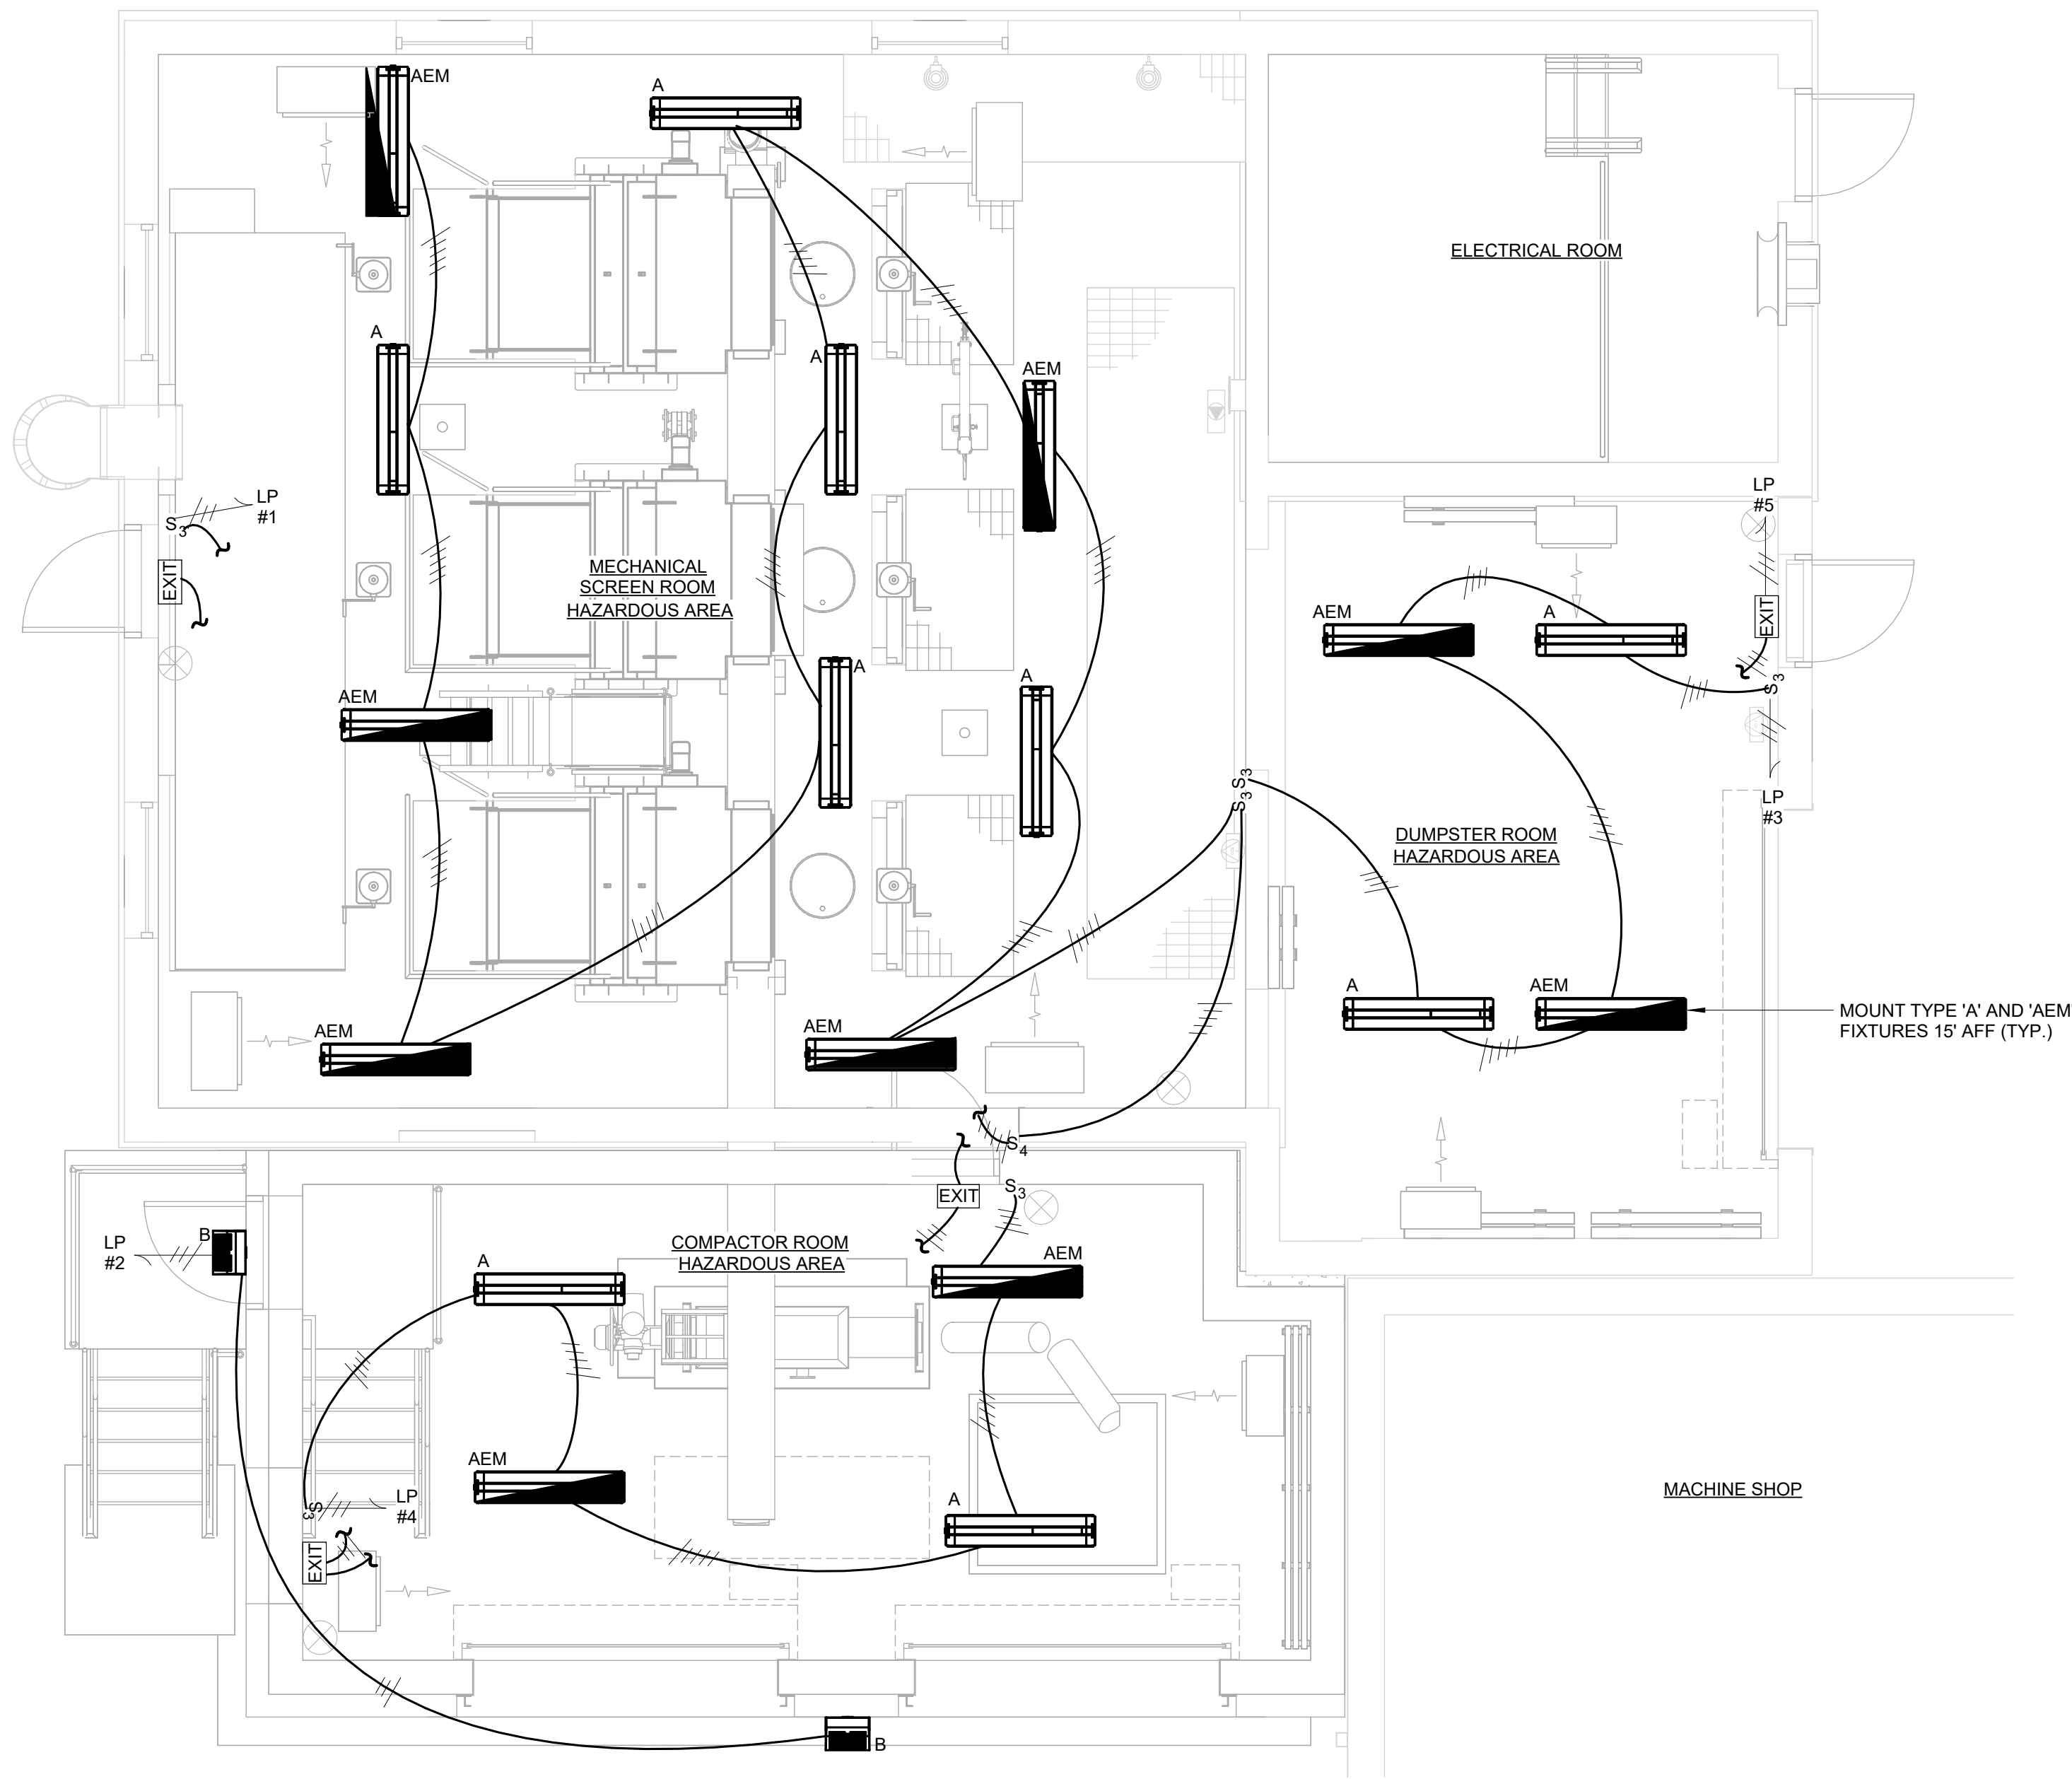 AEM
A
ELECTRICAL ROOM
A
A
AEM
LP
#1
S3
EXIT
MECHANICAL
SCREEN ROOM
HAZARDOUS AREA
LP
#5
EXIT
AEM
A
S3
AEM
A
A
S3
S3
LP
#3
DUMPSTER ROOM
HAZARDOUS AREA
A
AEM
MOUNT TYPE 'A' AND 'AEM
FIXTURES 15' AFF (TYP.)
AEM
AEM
S4
S3
EXIT
B
LP
#2
COMPACTOR ROOM
HAZARDOUS AREA
A
AEM
AEM
A
LP
#4
S3
EXIT
MACHINE SHOP
B